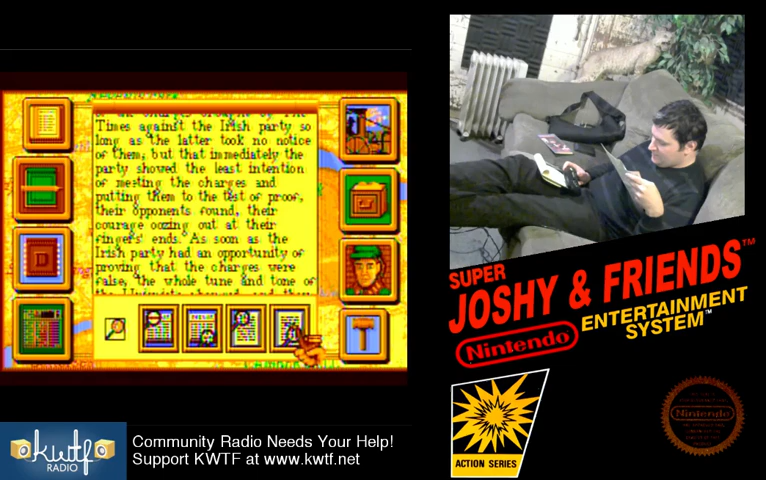 Times against the Irish party so
long as the latter took no notice
of them; but that immediately the
party showed the least intention
of meeting the charges and
putting them to the test of proof,
their opponents found, their
courage oozing out at their
fingers' ends. As soon as the
Irish party had an opportunity of
proving that the charges were
false, the whole tune and tone of
D
SUPER
JOSHY & FRIENDS™
Nintendo
ENTERTAINMENT
SYSTEM™
ACTION SERIES
Nintendo
kwtf
RADIO
Community Radio Needs Your Help!
Support KWTF at www.kwtf.net